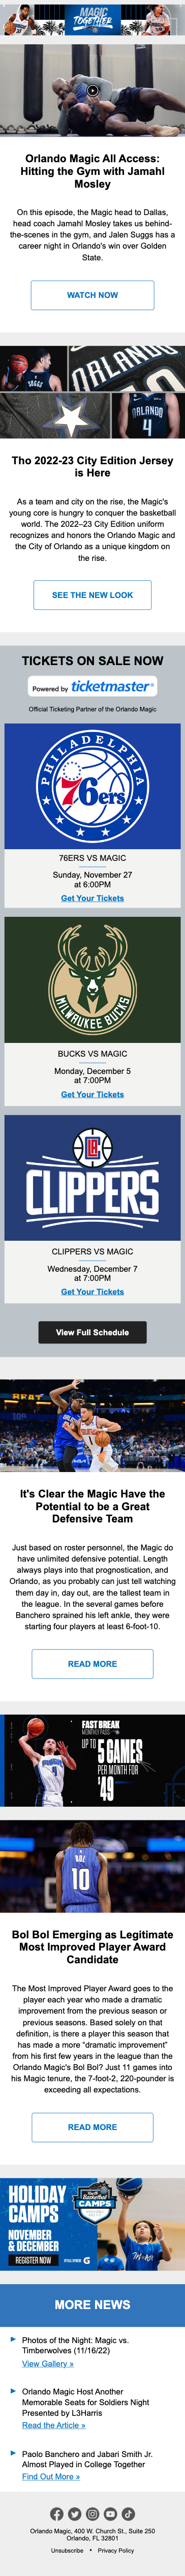 MAGIC
TOGETHER
Orlando Magic All Access:
Hitting the Gym with Jamahl
Mosley
On this episode, the Magic head to Dallas,
head coach Jamahl Mosley takes us behind-
the-scenes in the gym, and Jalen Suggs has a
career night in Orlando's win over Golden
State.
WATCH NOW
MAGIC
ORLANDO
ORLANDO
4
Tho 2022-23 City Edition Jersey
is Here
As a team and city on the rise, the Magic's
young core is hungry to conquer the basketball
world. The 2022–23 City Edition uniform
recognizes and honors the Orlando Magic and
the City of Orlando as a unique kingdom on
the rise.
SEE THE NEW LOOK
TICKETS ON SALE NOW
Powered by ticketmaster®
Official Ticketing Partner of the Orlando Magic
PHILADELPHIA
76ers
76ERS VS MAGIC
Sunday, November 27
at 6:00PM
Get Your Tickets
MILWAUKEE BUCKS
BUCKS VS MAGIC
Monday, December 5
at 7:00PM
Get Your Tickets
CLIPPERS
CLIPPERS VS MAGIC
Wednesday, December 7
at 7:00PM
Get Your Tickets
View Full Schedule
It's Clear the Magic Have the
Potential to be a Great
Defensive Team
Just based on roster personnel, the Magic do
have unlimited defensive potential. Length
always plays into that prognostication, and
Orlando, as you probably can just tell watching
them day in, day out, are the tallest team in
the league. In the several games before
Banchero sprained his left ankle, they were
starting four players at least 6-foot-10.
READ MORE
FAST BREAK
MONTHLY PASS
UP TO 5 GAMES
PER MONTH FOR
$49
BOL
10
Bol Bol Emerging as Legitimate
Most Improved Player Award
Candidate
The Most Improved Player Award goes to the
player each year who made a dramatic
improvement from the previous season or
previous seasons. Based solely on that
definition, is there a player this season that
has made a more “dramatic improvement”
from his first few years in the league than the
Orlando Magic's Bol Bol? Just 11 games into
his Magic tenure, the 7-foot-2, 220-pounder is
exceeding all expectations.
READ MORE
HOLIDAY
CAMPS
NOVEMBER
& DECEMBER
REGISTER NOW
Youth Basketball
CAMPS
MORE NEWS
Photos of the Night: Magic vs.
Timberwolves (11/16/22)
View Gallery »
Orlando Magic Host Another
Memorable Seats for Soldiers Night
Presented by L3Harris
Read the Article »
Paolo Banchero and Jabari Smith Jr.
Almost Played in College Together
Find Out More »
Orlando Magic, 400 W. Church St., Suite 250
Orlando, FL 32801
Unsubscribe • Privacy Policy